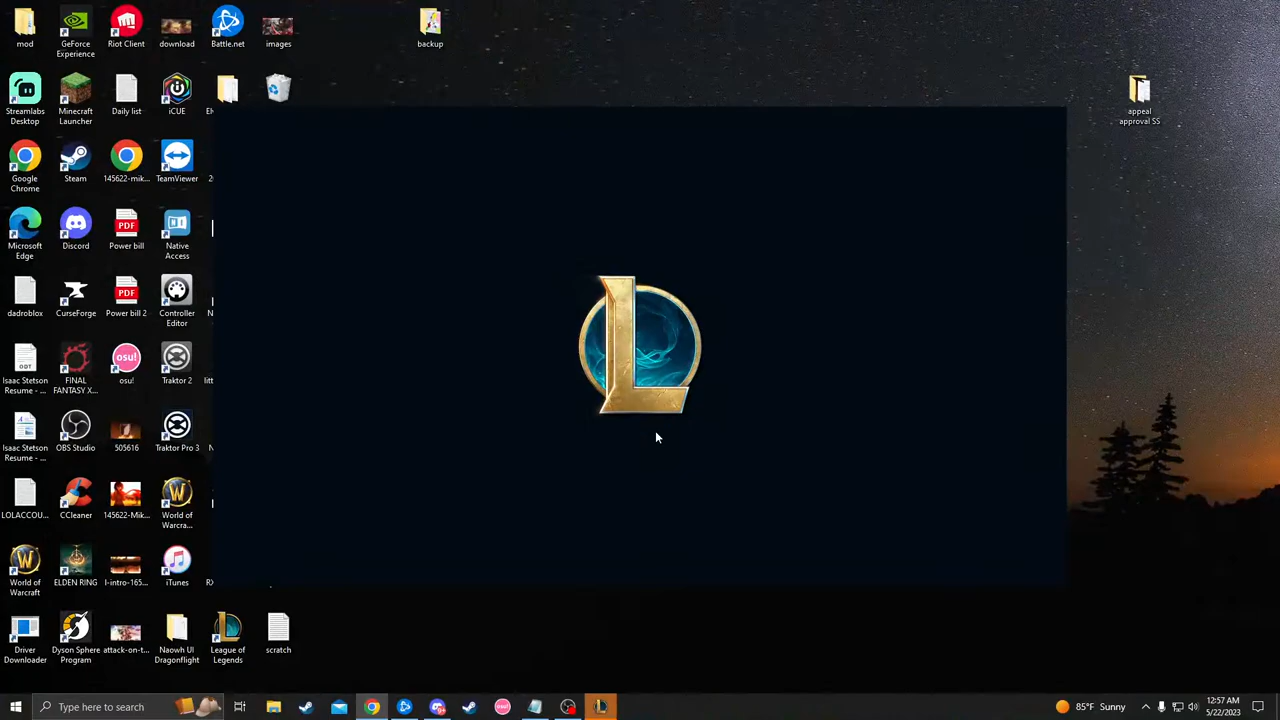 mod
GeForce
Experience
Riot Client
download
Battle.net
images
backup
Streamlabs
Desktop
Minecraft
Launcher
Daily list
iCUE
appeal
approval SS
Google
Chrome
Steam
145622-mik...
TeamViewer
Microsoft
Edge
Discord
PDF
Power bill
Native
Access
dadroblox
CurseForge
PDF
Power bill 2
Controller
Editor
ODT
Isaac Stetson
Resume - ...
FINAL
FANTASY X...
osu!
osu!
Traktor 2
Isaac Stetson
Resume - ...
OBS Studio
505616
Traktor Pro 3
LOLACCOU...
CCleaner
145622-Mik...
World of
Warcra...
World of
Warcraft
ELDEN RING
l-intro-165...
iTunes
Driver
Downloader
Dyson Sphere
Program
attack-on-t...
Naowh UI
Dragonflight
League of
Legends
scratch
Type here to search
85°F Sunny
12:57 AM
5/22/2023